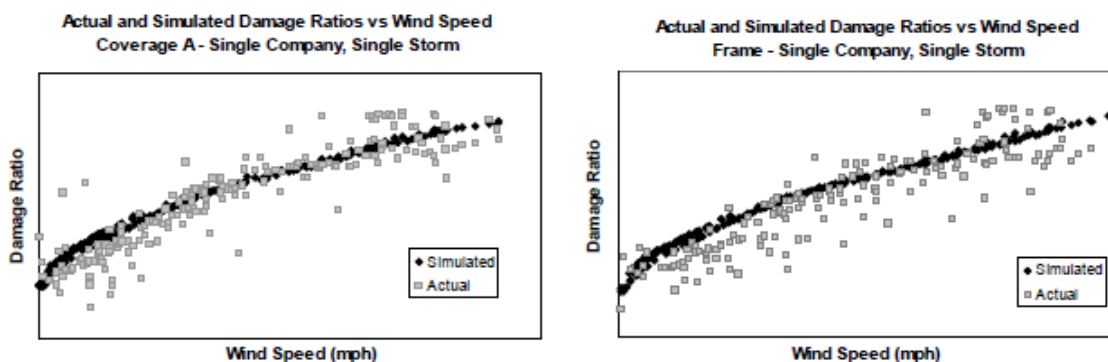 Actual and Simulated Damage Ratios vs Wind Speed
Coverage A - Single Company, Single Storm
Damage Ratio
Simulated
Actual
Wind Speed (mph)
Actual and Simulated Damage Ratios vs Wind Speed
Frame - Single Company, Single Storm
Damage Ratio
Simulated
Actual
Wind Speed (mph)